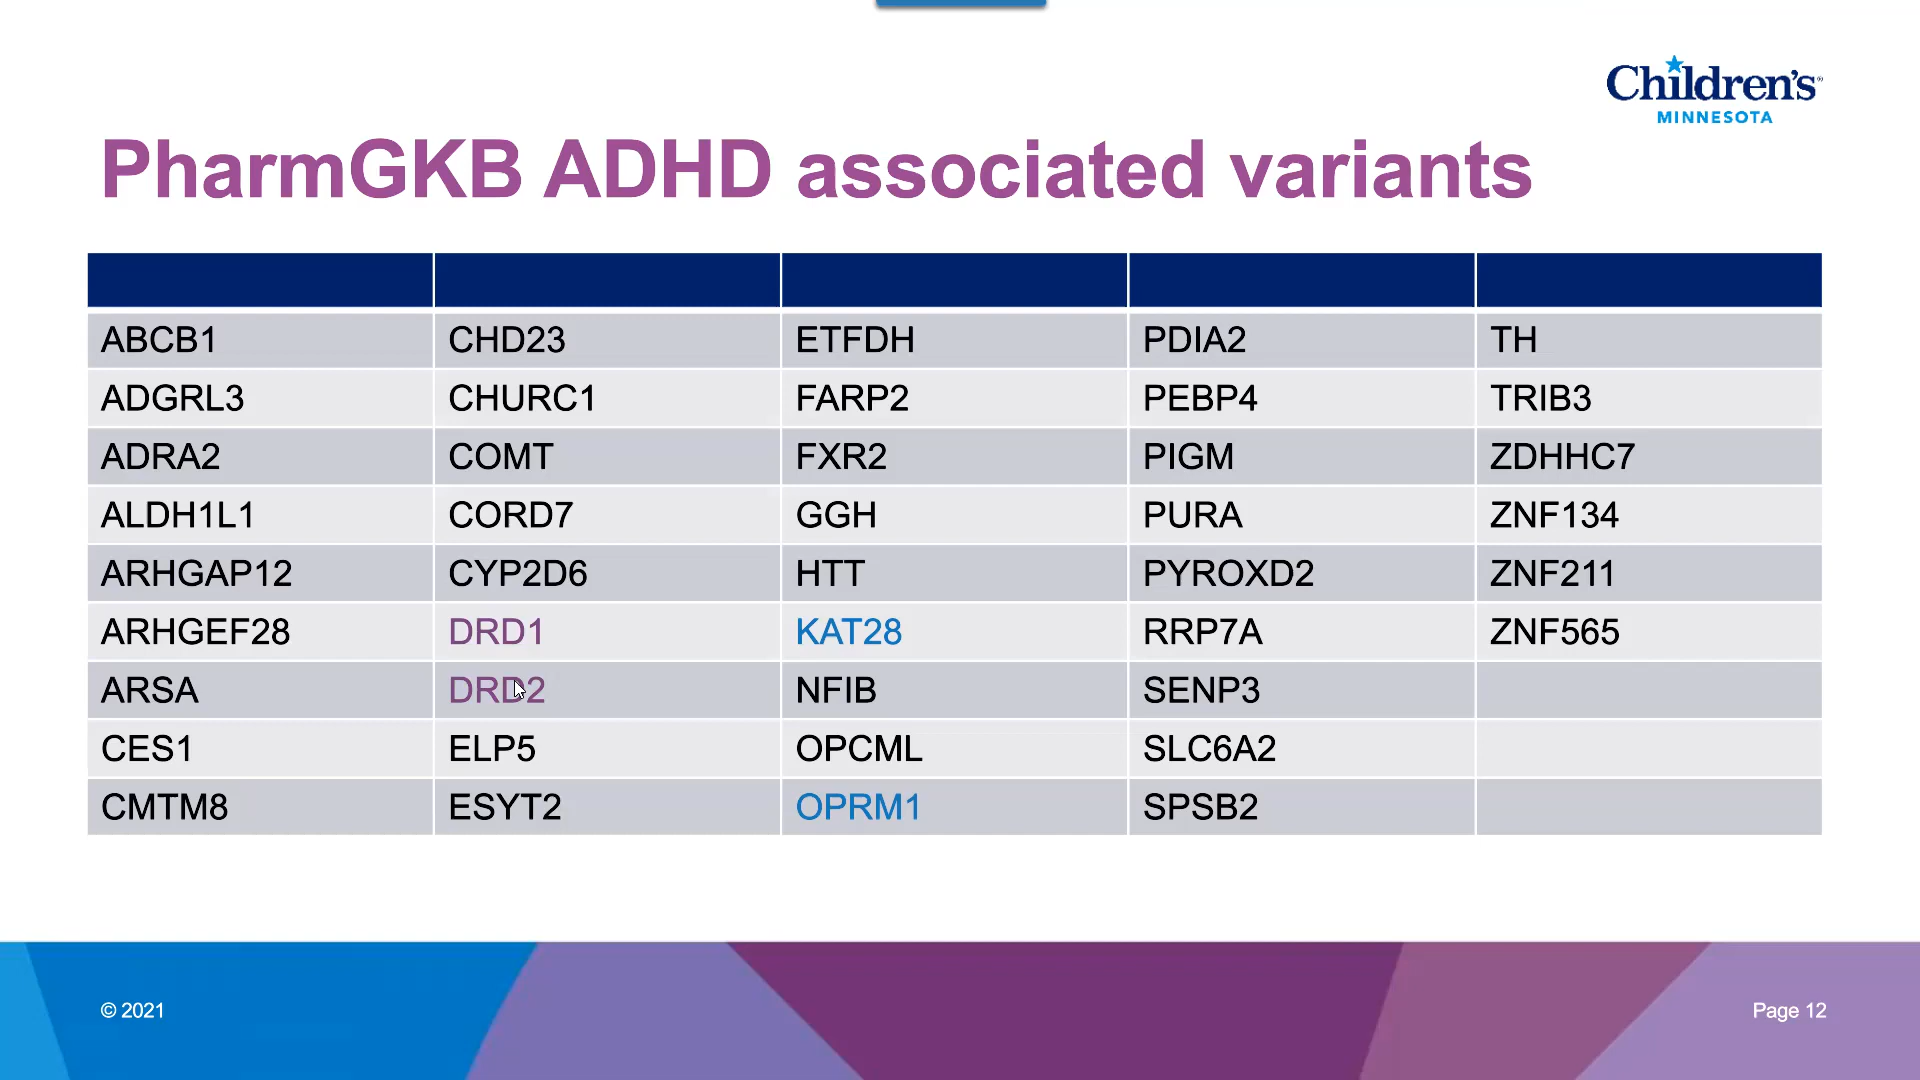 Children's
MINNESOTA
PharmGKB ADHD associated variants
ABCB1 CHD23 ETFDH PDIA2 TH
ADGRL3 CHURC1 FARP2 PEBP4 TRIB3
ADRA2 COMT FXR2 PIGM ZDHHC7
ALDH1L1 CORD7 GGH PURA ZNF134
ARHGAP12 CYP2D6 HTT PYROXD2 ZNF211
ARHGEF28 DRD1 KAT28 RRP7A ZNF565
ARSA DRD2 NFIB SENP3
CES1 ELP5 OPCML SLC6A2
CMTM8 ESYT2 OPRM1 SPSB2
© 2021
Page 12